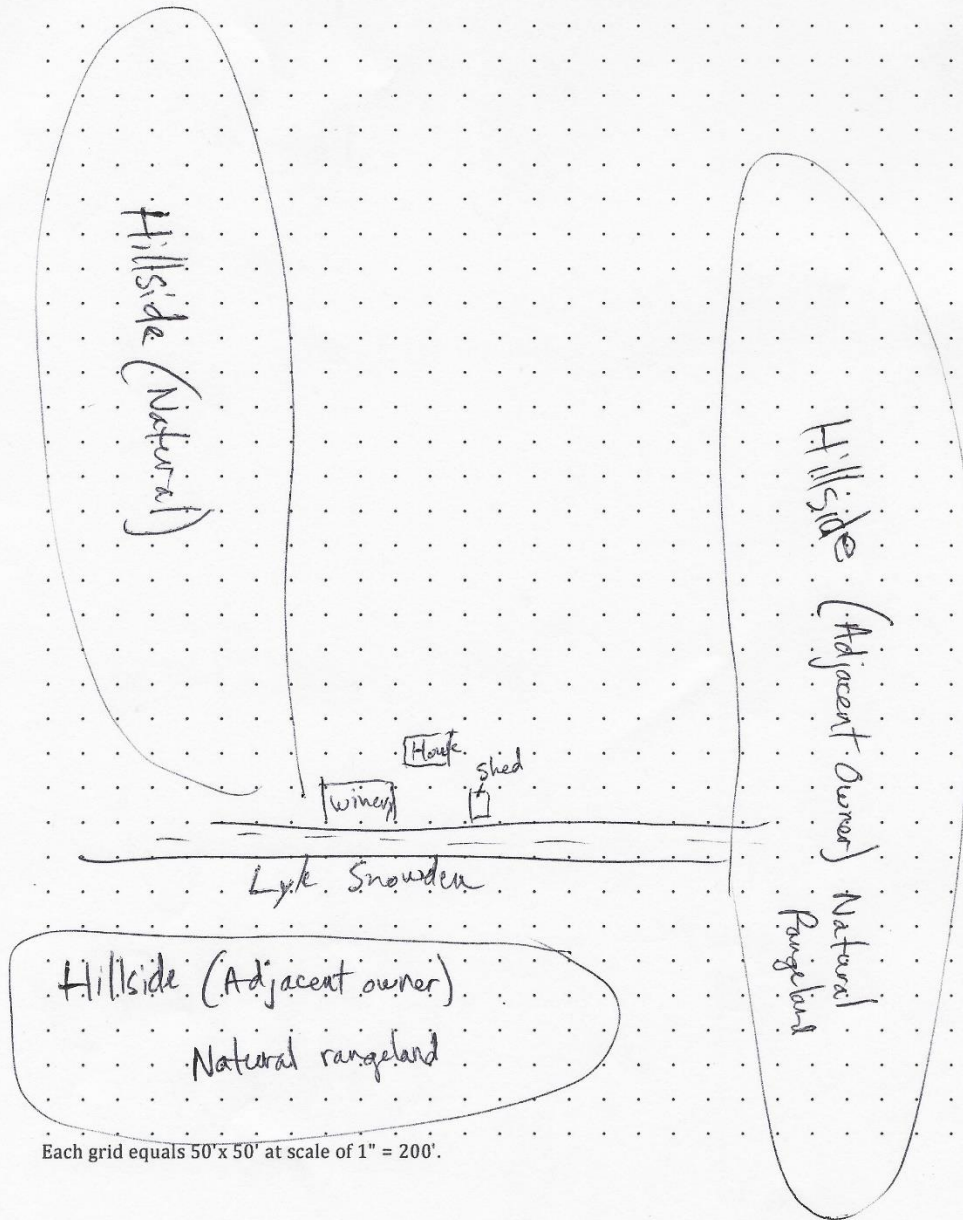 Hillside (Natural)
Hillside (Adjacent Owner) Natural
Rangeland
House
shed
winery
Lyle Snowden
Hillside (Adjacent owner)
Natural rangeland
Each grid equals 50'x 50' at scale of 1" = 200'.